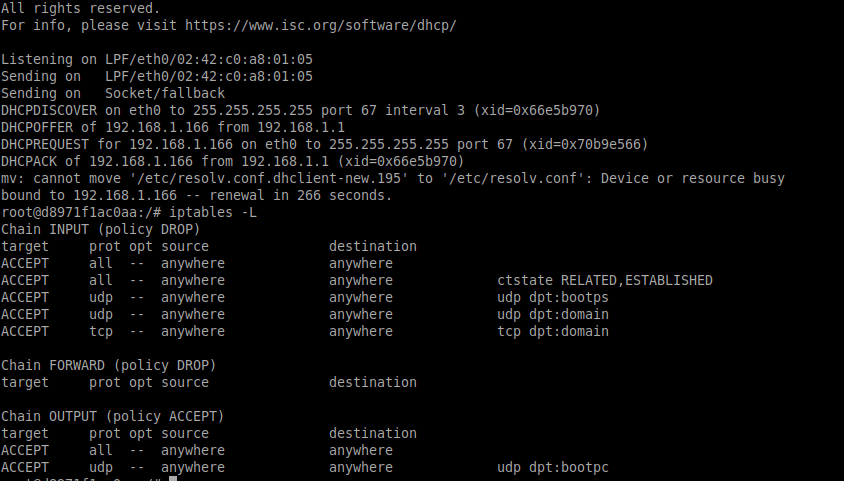 All rights reserved.
For info, please visit https://www.isc.org/software/dhcp/
Listening on LPF/eth0/02:42:c0:a8:01:05
Sending on   LPF/eth0/02:42:c0:a8:01:05
Sending on   Socket/fallback
DHCPDISCOVER on eth0 to 255.255.255.255 port 67 interval 3 (xid=0x66e5b970)
DHCPOFFER of 192.168.1.166 from 192.168.1.1
DHCPREQUEST for 192.168.1.166 on eth0 to 255.255.255.255 port 67 (xid=0x70b9e566)
DHCPACK of 192.168.1.166 from 192.168.1.1 (xid=0x66e5b970)
mv: cannot move '/etc/resolv.conf.dhclient-new.195' to '/etc/resolv.conf': Device or resource busy
bound to 192.168.1.166 -- renewal in 266 seconds.
root@d8971f1ac0aa:/# iptables -L
Chain INPUT (policy DROP)
target     prot opt source               destination
ACCEPT     all  --  anywhere             anywhere
ACCEPT     all  --  anywhere             anywhere             ctstate RELATED,ESTABLISHED
ACCEPT     udp  --  anywhere             anywhere             udp dpt:bootps
ACCEPT     udp  --  anywhere             anywhere             udp dpt:domain
ACCEPT     tcp  --  anywhere             anywhere             tcp dpt:domain
Chain FORWARD (policy DROP)
target     prot opt source               destination
Chain OUTPUT (policy ACCEPT)
target     prot opt source               destination
ACCEPT     all  --  anywhere             anywhere
ACCEPT     udp  --  anywhere             anywhere             udp dpt:bootpc